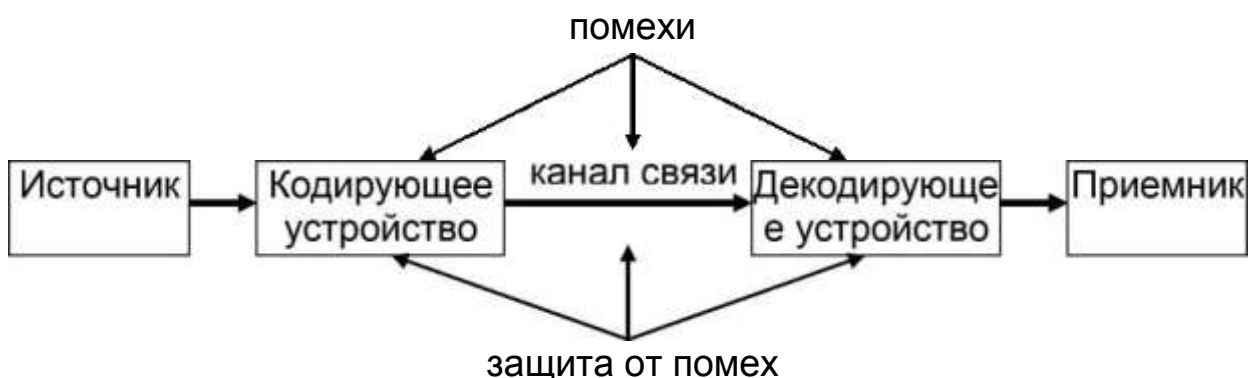 помехи
Источник
Кодирующее
устройство
канал связи
Декодирующе
е устройство
Приемник
защита от помех